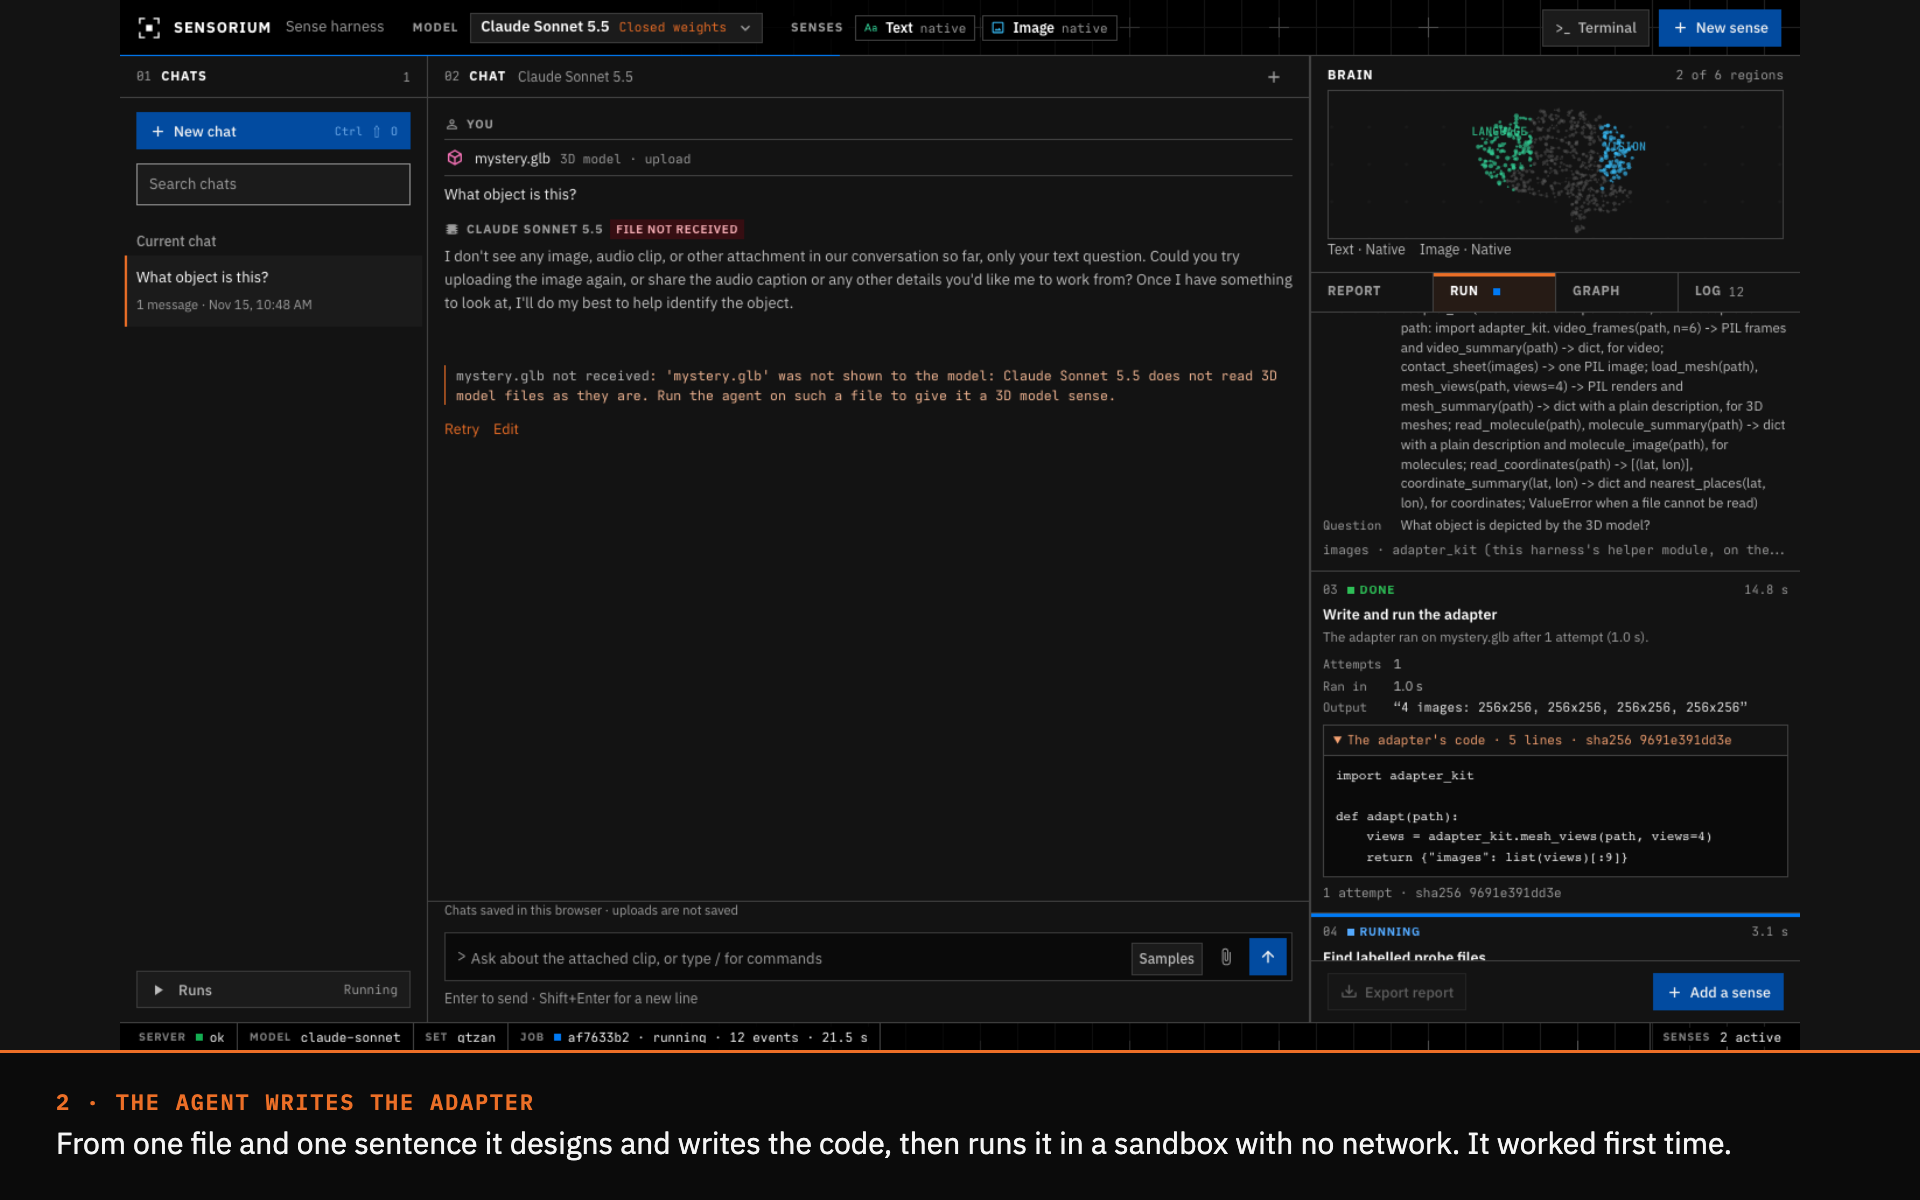 SENSORIUM Sense harness MODEL Claude Sonnet 5.5 Closed weights SENSES Aa Text native Image native >_ Terminal + New sense
01 CHATS 1
+ New chat Ctrl ⇧ O
Search chats
Current chat
What object is this?
1 message · Nov 15, 10:48 AM
▶ Runs Running
02 CHAT Claude Sonnet 5.5 +
YOU
mystery.glb 3D model · upload
What object is this?
CLAUDE SONNET 5.5 FILE NOT RECEIVED
I don't see any image, audio clip, or other attachment in our conversation so far, only your text question. Could you try
uploading the image again, or share the audio caption or any other details you'd like me to work from? Once I have something
to look at, I'll do my best to help identify the object.
mystery.glb not received: 'mystery.glb' was not shown to the model: Claude Sonnet 5.5 does not read 3D
model files as they are. Run the agent on such a file to give it a 3D model sense.
Retry Edit
Chats saved in this browser · uploads are not saved
> Ask about the attached clip, or type / for commands Samples
Enter to send · Shift+Enter for a new line
BRAIN 2 of 6 regions
LANGUAGE
Text · Native Image · Native
REPORT RUN GRAPH LOG 12
path: import adapter_kit. video_frames(path, n=6) -> PIL frames
and video_summary(path) -> dict, for video;
contact_sheet(images) -> one PIL image; load_mesh(path),
mesh_views(path, views=4) -> PIL renders and
mesh_summary(path) -> dict with a plain description, for 3D
meshes; read_molecule(path), molecule_summary(path) -> dict
with a plain description and molecule_image(path), for
molecules; read_coordinates(path) -> [(lat, lon)],
coordinate_summary(lat, lon) -> dict and nearest_places(lat,
lon), for coordinates; ValueError when a file cannot be read)
Question What object is depicted by the 3D model?
images · adapter_kit (this harness's helper module, on the...
03 DONE 14.8 s
Write and run the adapter
The adapter ran on mystery.glb after 1 attempt (1.0 s).
Attempts 1
Ran in 1.0 s
Output “4 images: 256x256, 256x256, 256x256, 256x256”
▼ The adapter's code · 5 lines · sha256 9691e391dd3e
import adapter_kit
def adapt(path):
views = adapter_kit.mesh_views(path, views=4)
return {"images": list(views)[:9]}
1 attempt · sha256 9691e391dd3e
04 RUNNING 3.1 s
Find labelled probe files
Export report + Add a sense
SERVER ok MODEL claude-sonnet SET gtzan JOB af7633b2 · running · 12 events · 21.5 s SENSES 2 active
2 · THE AGENT WRITES THE ADAPTER
From one file and one sentence it designs and writes the code, then runs it in a sandbox with no network. It worked first time.